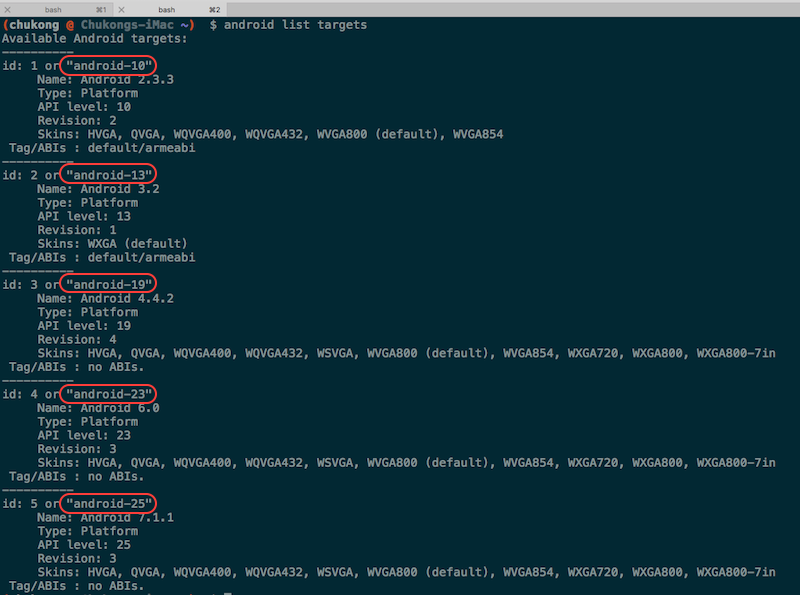 bash ⌘1 bash ⌘2
(chukong @ Chukongs-iMac ~) $ android list targets
Available Android targets:
----------
id: 1 or "android-10"
Name: Android 2.3.3
Type: Platform
API level: 10
Revision: 2
Skins: HVGA, QVGA, WQVGA400, WQVGA432, WVGA800 (default), WVGA854
Tag/ABIs : default/armeabi
----------
id: 2 or "android-13"
Name: Android 3.2
Type: Platform
API level: 13
Revision: 1
Skins: WXGA (default)
Tag/ABIs : default/armeabi
----------
id: 3 or "android-19"
Name: Android 4.4.2
Type: Platform
API level: 19
Revision: 4
Skins: HVGA, QVGA, WQVGA400, WQVGA432, WSVGA, WVGA800 (default), WVGA854, WXGA720, WXGA800, WXGA800-7in
Tag/ABIs : no ABIs.
----------
id: 4 or "android-23"
Name: Android 6.0
Type: Platform
API level: 23
Revision: 3
Skins: HVGA, QVGA, WQVGA400, WQVGA432, WSVGA, WVGA800 (default), WVGA854, WXGA720, WXGA800, WXGA800-7in
Tag/ABIs : no ABIs.
----------
id: 5 or "android-25"
Name: Android 7.1.1
Type: Platform
API level: 25
Revision: 3
Skins: HVGA, QVGA, WQVGA400, WQVGA432, WSVGA, WVGA800 (default), WVGA854, WXGA720, WXGA800, WXGA800-7in
Tag/ABIs : no ABIs.